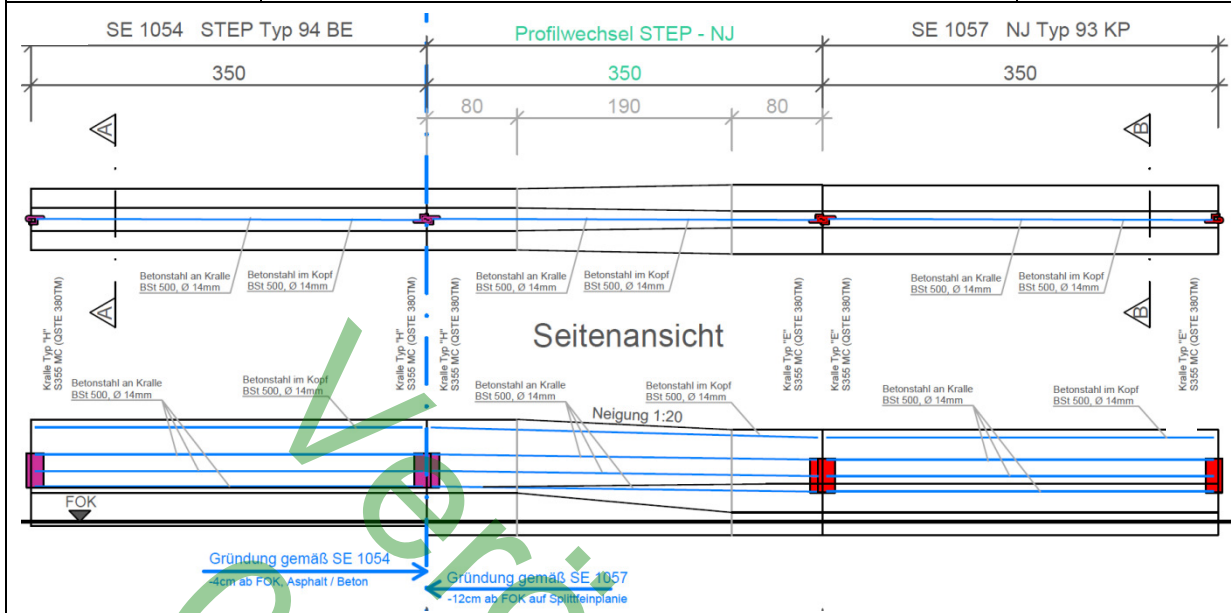 SE 1054 STEP Typ 94 BE
Profilwechsel STEP - NJ
SE 1057 NJ Typ 93 KP
350
350
350
80
190
80
A
B
Betonstahl an Kralle
BSt 500, Ø 14mm
Betonstahl im Kopf
BSt 500, Ø 14mm
Betonstahl an Kralle
BSt 500, Ø 14mm
Betonstahl im Kopf
BSt 500, Ø 14mm
Betonstahl an Kralle
BSt 500, Ø 14mm
Betonstahl im Kopf
BSt 500, Ø 14mm
A
B
Kralle Typ "H"
S355 MC (QSTE 380TM)
Kralle Typ "H"
S355 MC (QSTE 380TM)
Kralle Typ "H"
S355 MC (QSTE 380TM)
Seitenansicht
Kralle Typ "E"
S355 MC (QSTE 380TM)
Kralle Typ "E"
S355 MC (QSTE 380TM)
Kralle Typ "E"
S355 MC (QSTE 380TM)
Betonstahl an Kralle
BSt 500, Ø 14mm
Betonstahl im Kopf
BSt 500, Ø 14mm
Betonstahl an Kralle
BSt 500, Ø 14mm
Betonstahl im Kopf
BSt 500, Ø 14mm
Betonstahl an Kralle
BSt 500, Ø 14mm
Betonstahl im Kopf
BSt 500, Ø 14mm
Neigung 1:20
FOK
Gründung gemäß SE 1054
-4cm ab FOK, Asphalt / Beton
Gründung gemäß SE 1057
-12cm ab FOK auf Splittfeinplanie